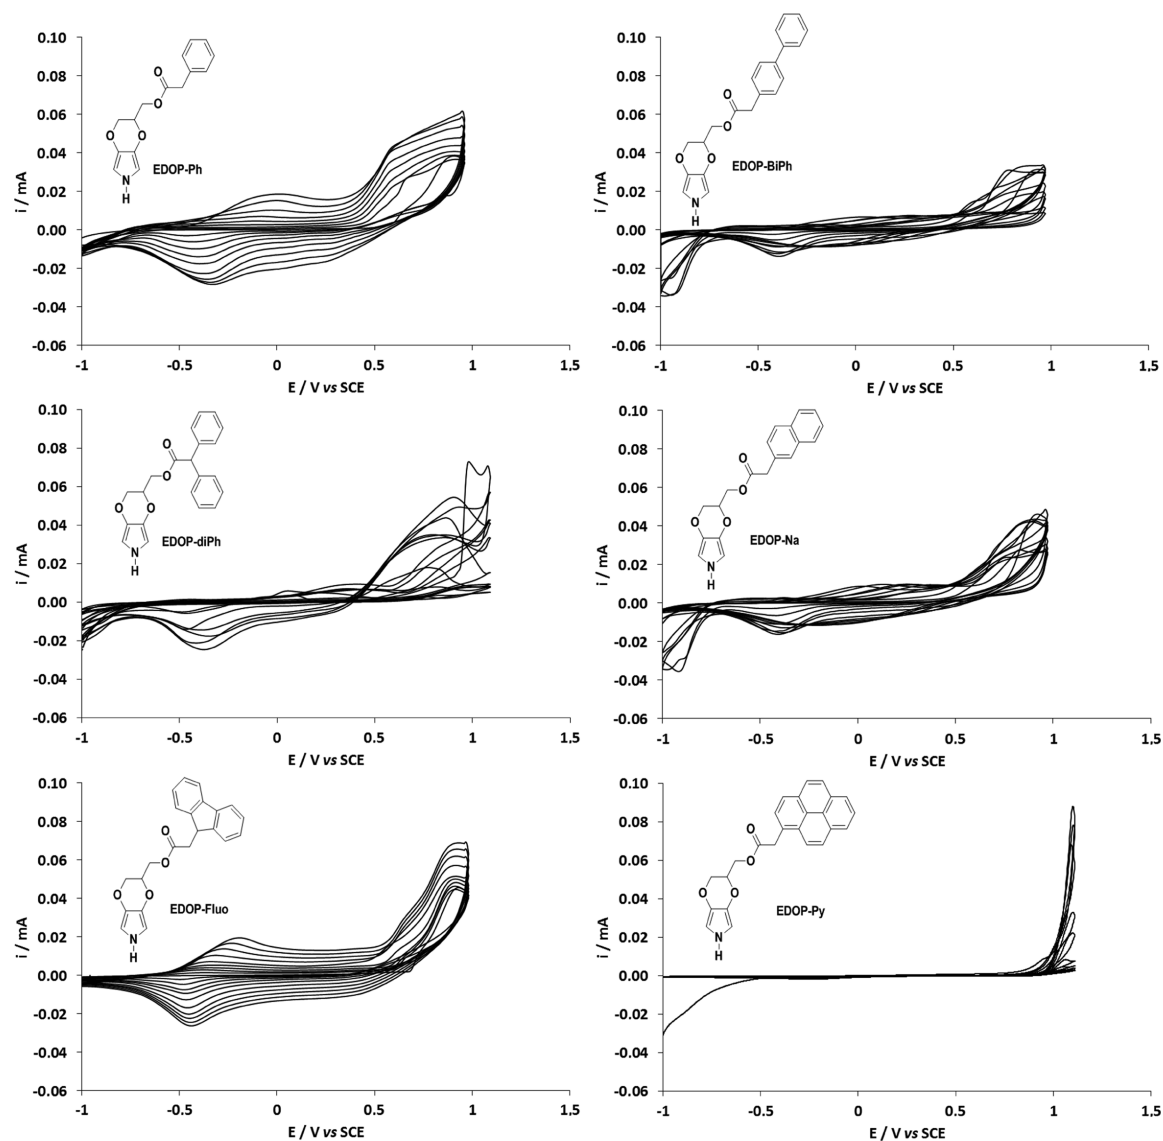 i / mA
0.10
0.08
0.06
0.04
0.02
0.00
-0.02
-0.04
-0.06
O
O
O O
N
H
EDOP-Ph
-1 -0.5 0 0.5 1 1,5
E / V vs SCE
i / mA
0.10
0.08
0.06
0.04
0.02
0.00
-0.02
-0.04
-0.06
O
O
O O
N
H
EDOP-BiPh
-1 -0.5 0 0.5 1 1.5
E / V vs SCE
i / mA
0.10
0.08
0.06
0.04
0.02
0.00
-0.02
-0.04
-0.06
O
O
O O
N
H
EDOP-diPh
-1 -0.5 0 0.5 1 1,5
E / V vs SCE
i / mA
0.10
0.08
0.06
0.04
0.02
0.00
-0.02
-0.04
-0.06
O
O
O O
N
H
EDOP-Na
-1 -0.5 0 0.5 1 1,5
E / V vs SCE
i / mA
0.10
0.08
0.06
0.04
0.02
0.00
-0.02
-0.04
-0.06
O
O
O O
N
H
EDOP-Fluo
-1 -0.5 0 0.5 1 1,5
E / V vs SCE
i / mA
0.10
0.08
0.06
0.04
0.02
0.00
-0.02
-0.04
-0.06
O
O
O O
N
H
EDOP-Py
-1 -0.5 0 0.5 1 1,5
E / V vs SCE